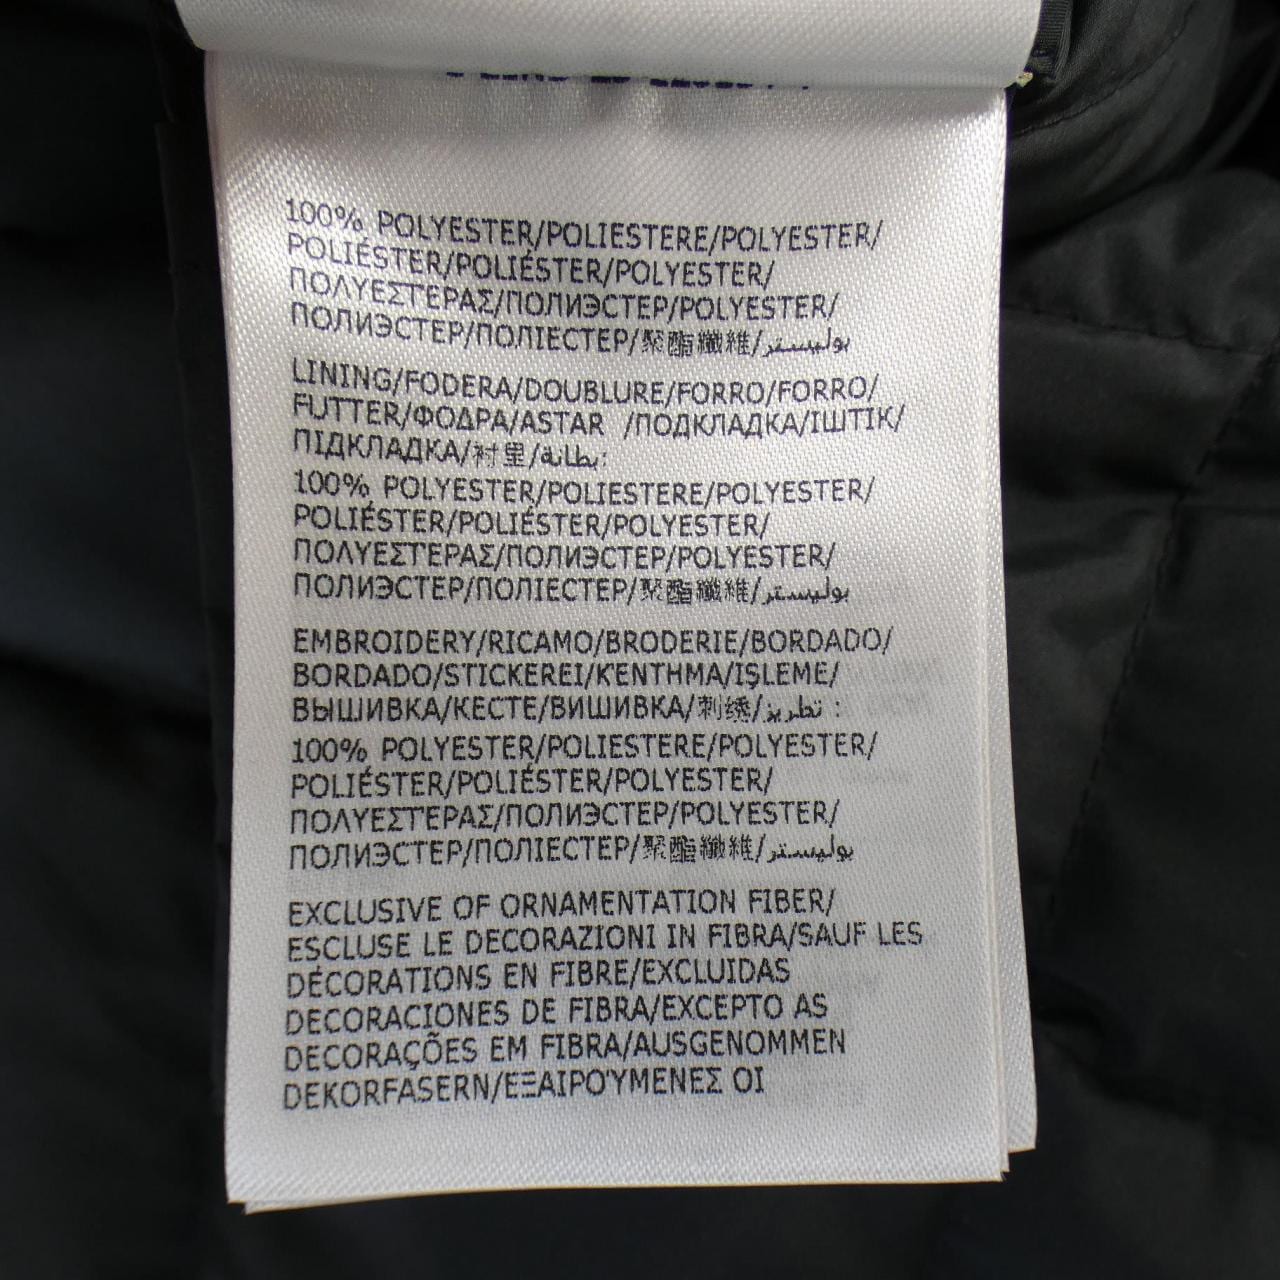 100% POLYESTER/POLIESTERE/POLYESTER/
POLIÉSTER/POLIÉSTER/POLYESTER/
ΠΟΛΥΕΣΤΕΡΑΣ/ПОЛИЭСТЕР/POLYESTER/
ПОЛИЭСТЕР/ПОЛІЕСТЕР/聚酯纖維/بوليستر
LINING/FODERA/DOUBLURE/FORRO/FORRO/
FUTTER/ΦΟΔΡΑ/ASTAR /ПОДКЛАДКА/ІШТІК/
ПІДКЛАДКА/衬里/بطانة:
100% POLYESTER/POLIESTERE/POLYESTER/
POLIÉSTER/POLIÉSTER/POLYESTER/
ΠΟΛΥΕΣΤΕΡΑΣ/ПОЛИЭСТЕР/POLYESTER/
ПОЛИЭСТЕР/ПОЛІЕСТЕР/聚酯纖維/بوليستر
EMBROIDERY/RICAMO/BRODERIE/BORDADO/
BORDADO/STICKEREI/ΚΈΝΤΗΜΑ/IŞLEME/
ВЫШИВКА/КЕСТЕ/ВИШИВКА/刺绣/تطريز :
100% POLYESTER/POLIESTERE/POLYESTER/
POLIÉSTER/POLIÉSTER/POLYESTER/
ΠΟΛΥΕΣΤΕΡΑΣ/ПОЛИЭСТЕР/POLYESTER/
ПОЛИЭСТЕР/ПОЛІЕСТЕР/聚酯纖維/بوليستر
EXCLUSIVE OF ORNAMENTATION FIBER/
ESCLUSE LE DECORAZIONI IN FIBRA/SAUF LES
DÉCORATIONS EN FIBRE/EXCLUIDAS
DECORACIONES DE FIBRA/EXCEPTO AS
DECORAÇÕES EM FIBRA/AUSGENOMMEN
DEKORFASERN/ΕΞΑΙΡΟΎΜΕΝΕΣ ΟΙ